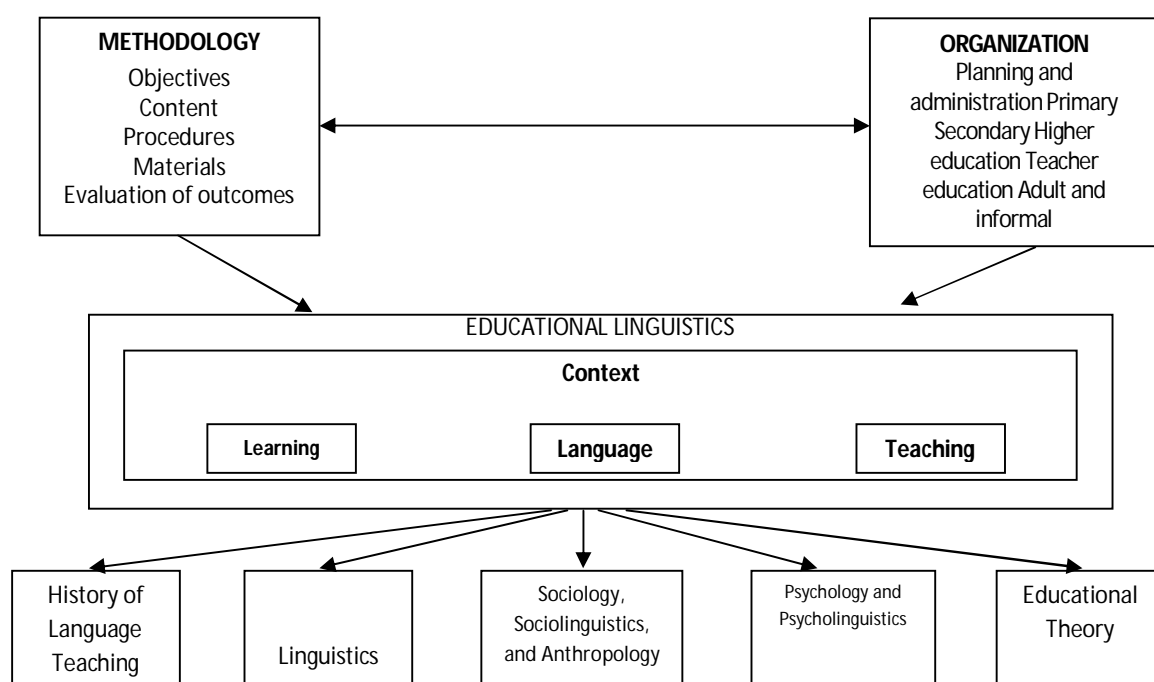 METHODOLOGY
Objectives
Content
Procedures
Materials
Evaluation of outcomes
ORGANIZATION
Planning and
administration Primary
Secondary Higher
education Teacher
education Adult and
informal
EDUCATIONAL LINGUISTICS
Context
Learning
Language
Teaching
History of
Language
Teaching
Linguistics
Sociology,
Sociolinguistics,
and Anthropology
Psychology and
Psycholinguistics
Educational
Theory